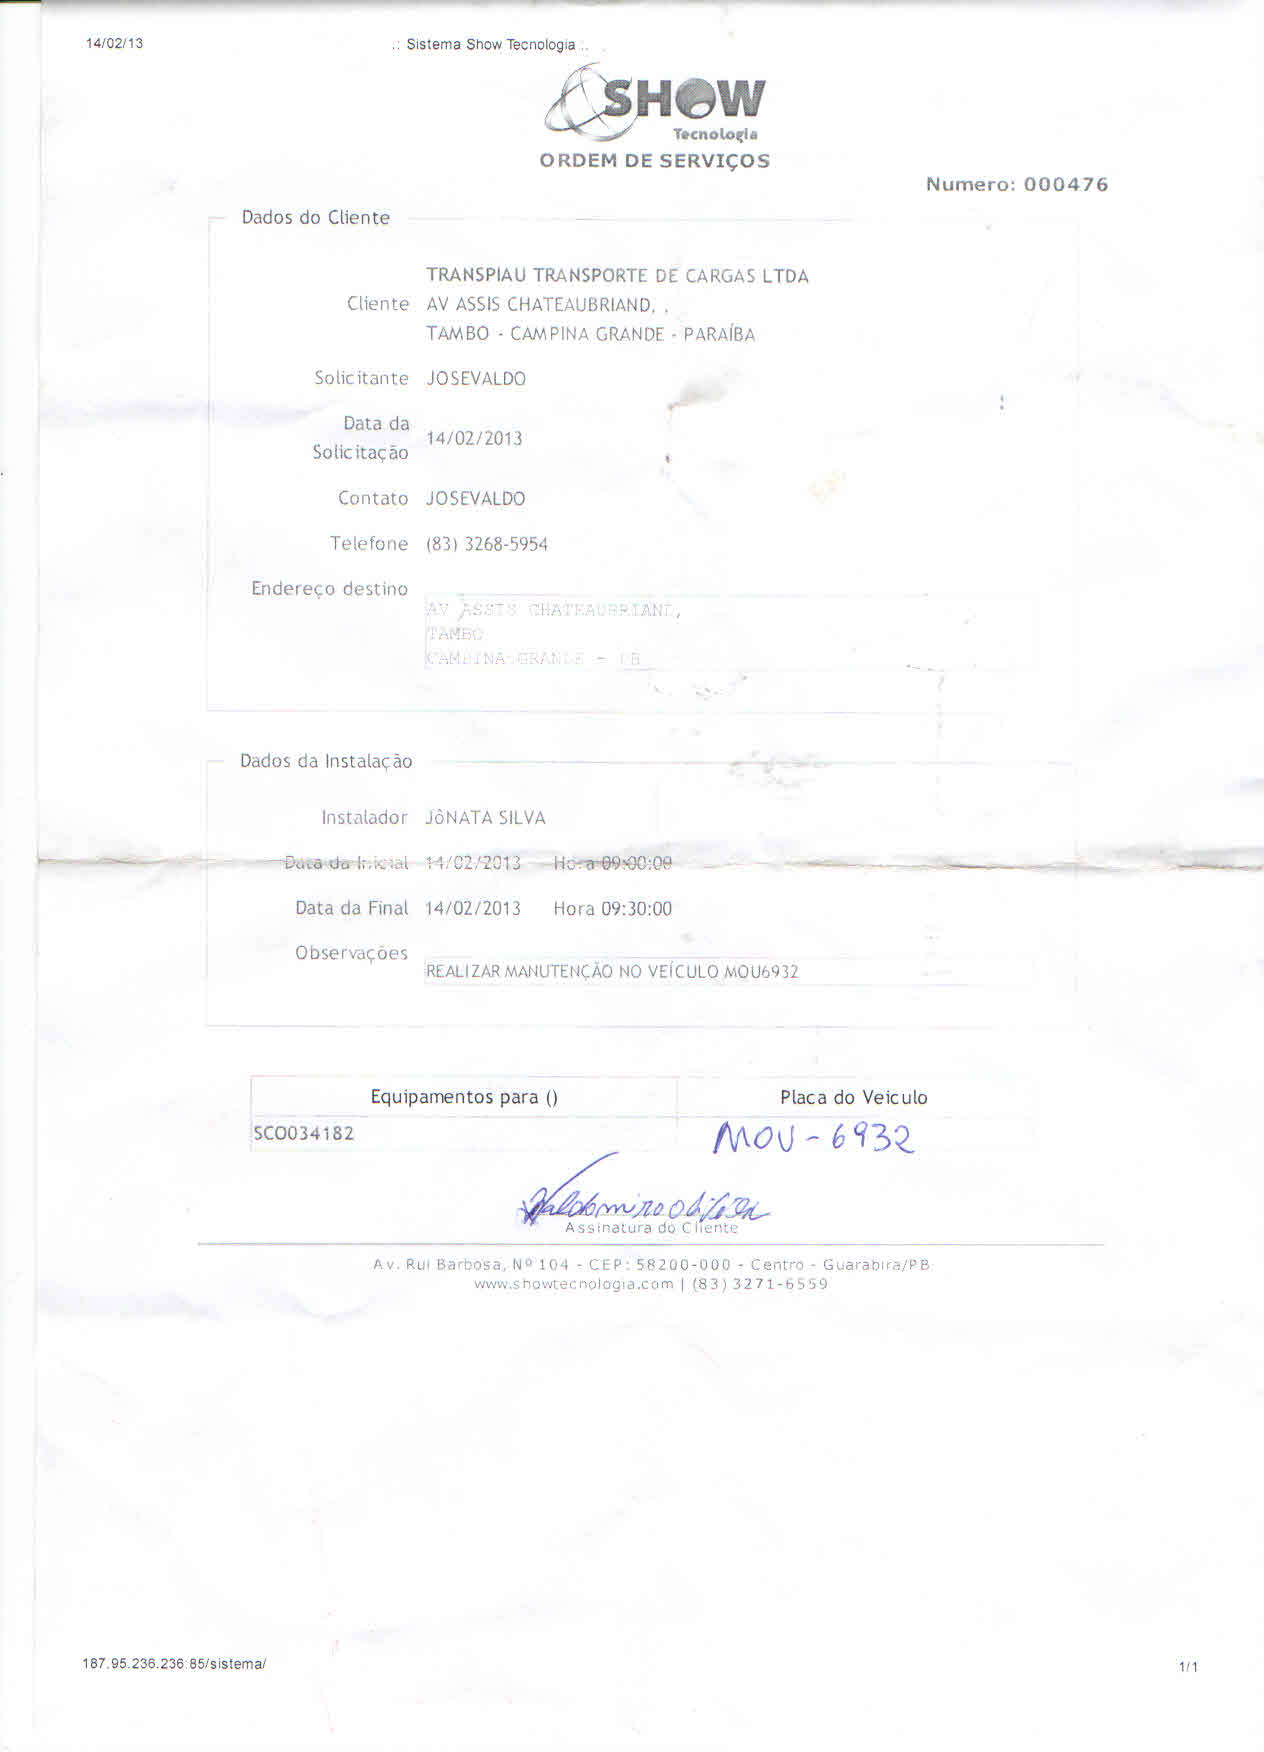 14/02/13 .: Sistema Show Tecnologia :.
SHOW
Tecnologia
ORDEM DE SERVIÇOS
Numero: 000476
Dados do Cliente
TRANSPIAU TRANSPORTE DE CARGAS LTDA
Cliente AV ASSIS CHATEAUBRIAND, ,
TAMBO - CAMPINA GRANDE - PARAÍBA
Solicitante JOSEVALDO
Data da
Solicitação 14/02/2013
Contato JOSEVALDO
Telefone (83) 3268-5954
Endereço destino
AV ASSIS CHATEAUBRIAND,
TAMBO
CAMPINA GRANDE - PB
Dados da Instalação
Instalador JÔNATA SILVA
Data da Inicial 14/02/2013 Hora 09:00:00
Data da Final 14/02/2013 Hora 09:30:00
Observações
REALIZAR MANUTENÇÃO NO VEÍCULO MOU6932
Equipamentos para () Placa do Veiculo
SCO034182 MOU - 6932
Valdomiro
Assinatura do Cliente
Av. Rui Barbosa, Nº 104 - CEP: 58200-000 - Centro - Guarabira/PB
www.showtecnologia.com | (83) 3271-6559
187.95.236.236:85/sistema/ 1/1